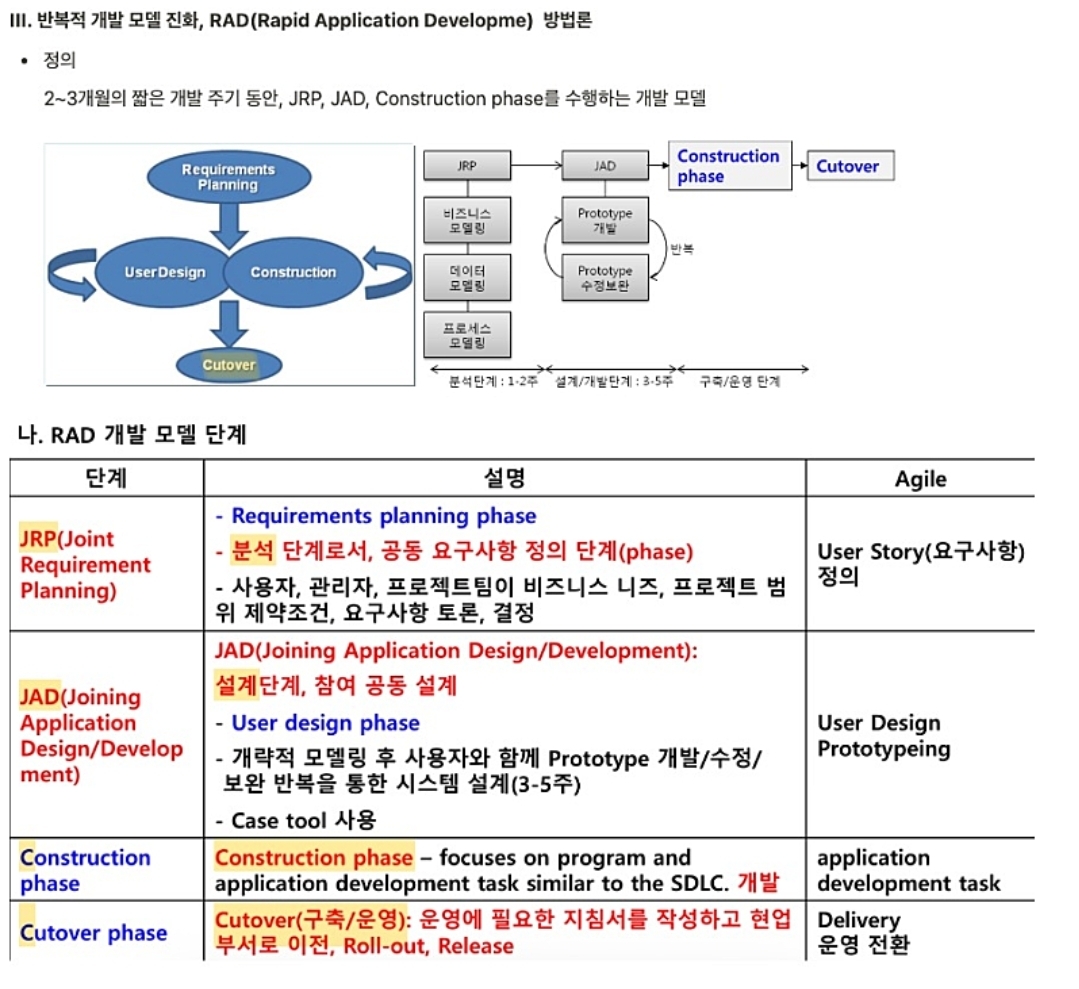 III. 반복적 개발 모델 진화, RAD(Rapid Application Developme) 방법론
• 정의
2~3개월의 짧은 개발 주기 동안, JRP, JAD, Construction phase를 수행하는 개발 모델
Requirements
Planning
User Design
Construction
Cutover
JRP
JAD
Construction
phase
Cutover
비즈니스
모델링
Prototype
개발
반복
데이터
모델링
Prototype
수정보완
프로세스
모델링
분석단계 : 1-2주
설계/개발단계 : 3-5주
구축/운영 단계
나. RAD 개발 모델 단계
단계
설명
Agile
JRP(Joint
Requirement
Planning)
- Requirements planning phase
- 분석 단계로서, 공동 요구사항 정의 단계(phase)
- 사용자, 관리자, 프로젝트팀이 비즈니스 니즈, 프로젝트 범
위 제약조건, 요구사항 토론, 결정
User Story(요구사항)
정의
JAD(Joining
Application
Design/Develop
ment)
JAD(Joining Application Design/Development):
설계단계, 참여 공동 설계
- User design phase
- 개략적 모델링 후 사용자와 함께 Prototype 개발/수정/
보완 반복을 통한 시스템 설계(3-5주)
- Case tool 사용
User Design
Prototypeing
Construction
phase
Construction phase – focuses on program and
application development task similar to the SDLC. 개발
application
development task
Cutover phase
Cutover(구축/운영): 운영에 필요한 지침서를 작성하고 현업
부서로 이전, Roll-out, Release
Delivery
운영 전환